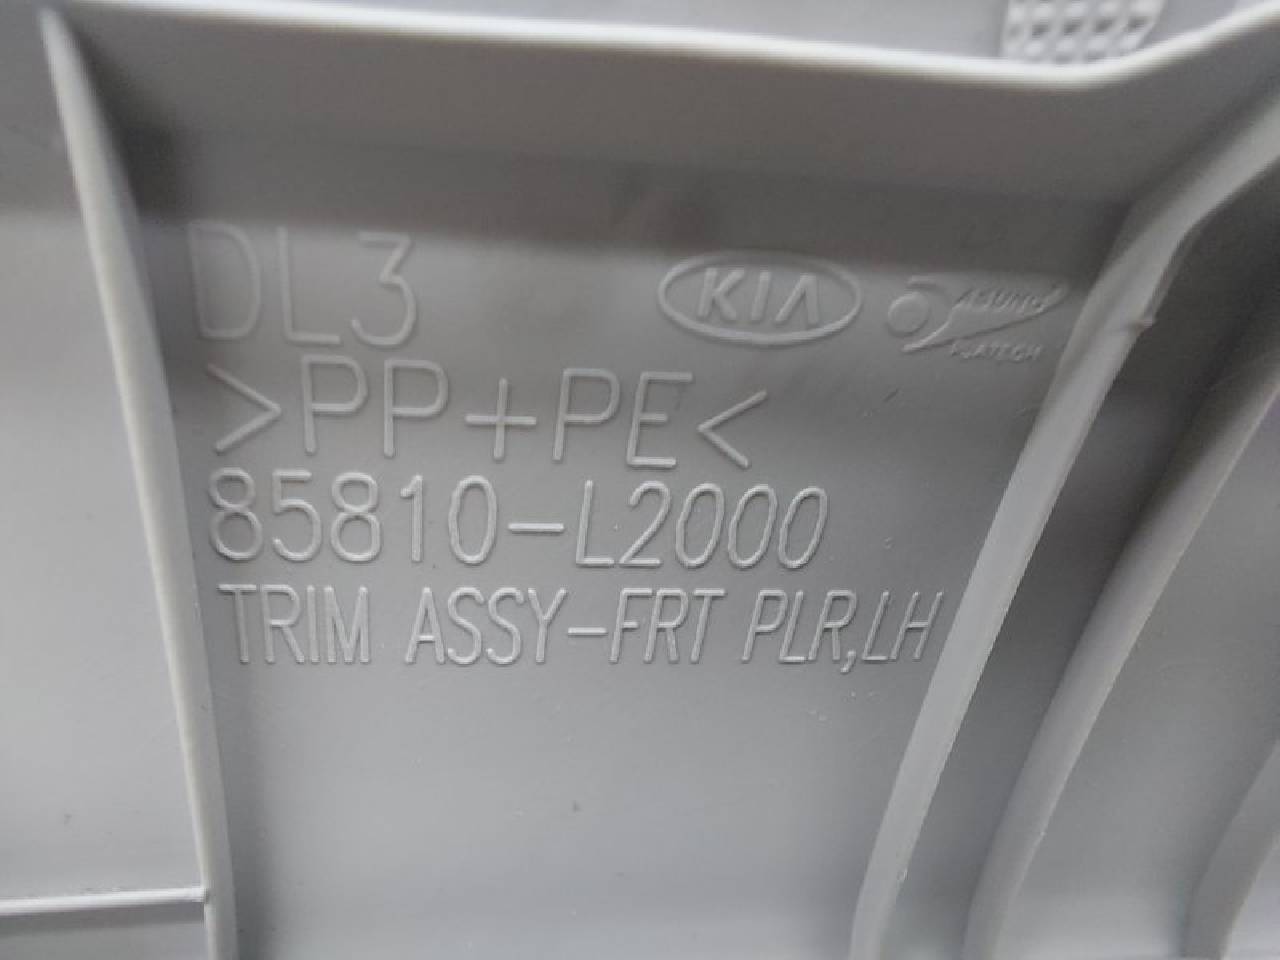 DL3 KIA
>PP+PE<
85810-L2000
TRIM ASSY-FRT PLR,LH